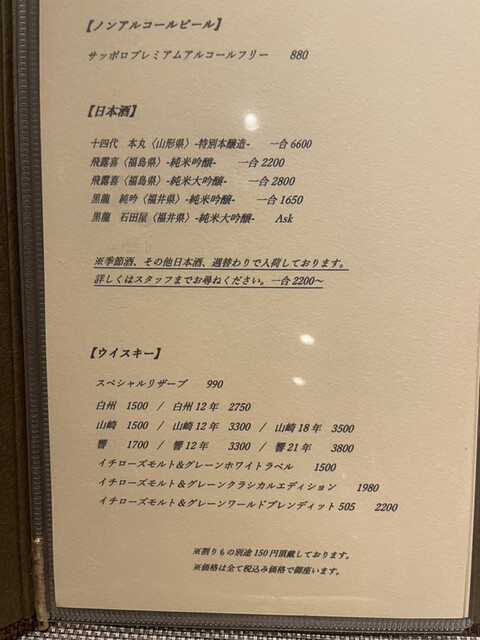 【ノンアルコールビール】
サッポロプレミアムアルコールフリー 880
【日本酒】
十四代 本丸〈山形県〉-特別本醸造- 一合 6600
飛露喜〈福島県〉-純米吟醸- 一合 2200
飛露喜〈福島県〉-純米大吟醸- 一合 2800
黒龍 純吟〈福井県〉-純米吟醸- 一合 1650
黒龍 石田屋〈福井県〉-純米大吟醸- Ask
※季節酒、その他日本酒、週替わりで入荷しております。
詳しくはスタッフまでお尋ねください。一合 2200～
【ウイスキー】
スペシャルリザーブ 990
白州 1500 / 白州 12 年 2750
山崎 1500 / 山崎 12 年 3300 / 山崎 18 年 3500
響 1700 / 響 12 年 3300 / 響 21 年 3800
イチローズモルト＆グレーンホワイトラベル 1500
イチローズモルト＆グレーンクラシカルエディション 1980
イチローズモルト＆グレーンワールドブレンディット 505 2200
※割りもの別途 150 円頂戴しております。
※価格は全て税込み価格で御座います。